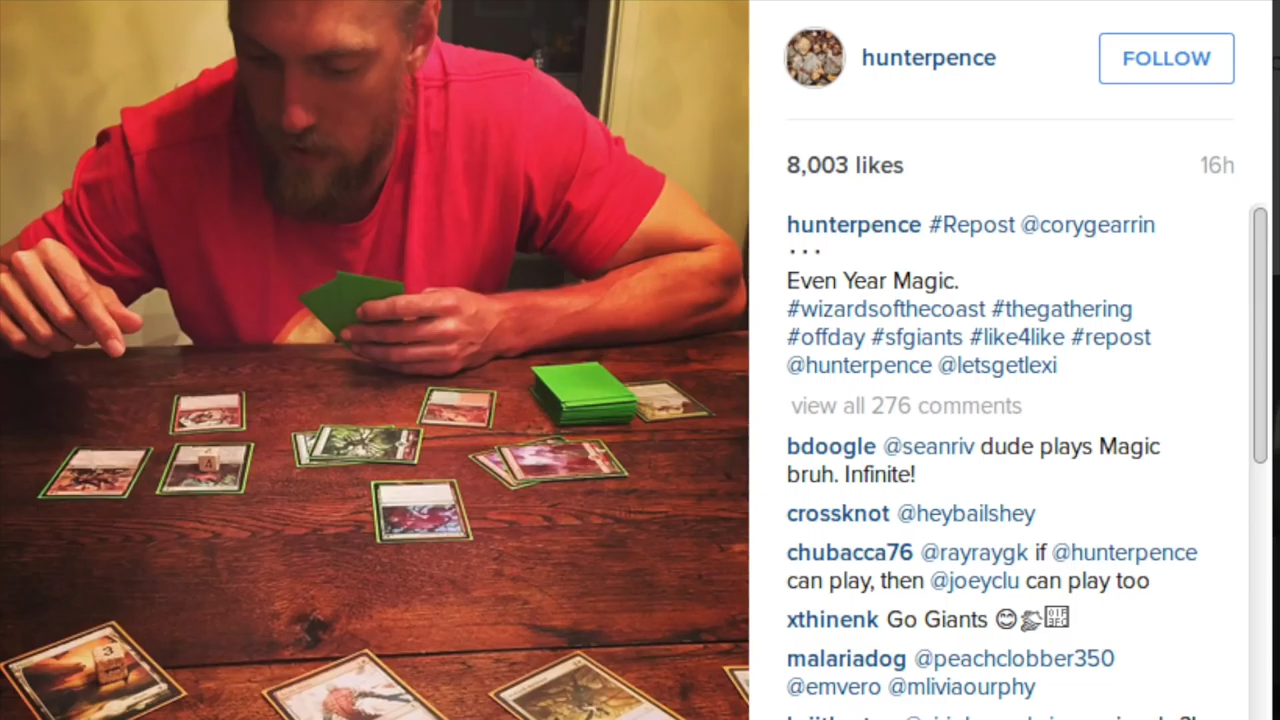 hunterpence
FOLLOW
8,003 likes
16h
hunterpence #Repost @corygearrin
···
Even Year Magic.
#wizardsofthecoast #thegathering
#offday #sfgiants #like4like #repost
@hunterpence @letsgetlexi
view all 276 comments
bdoogle @seanriv dude plays Magic
bruh. Infinite!
crossknot @heybailshey
chubacca76 @rayraygk if @hunterpence
can play, then @joeyclu can play too
xthinenk Go Giants 😊
malariadog @peachclobber350
@emvero @mliviaourphy
3